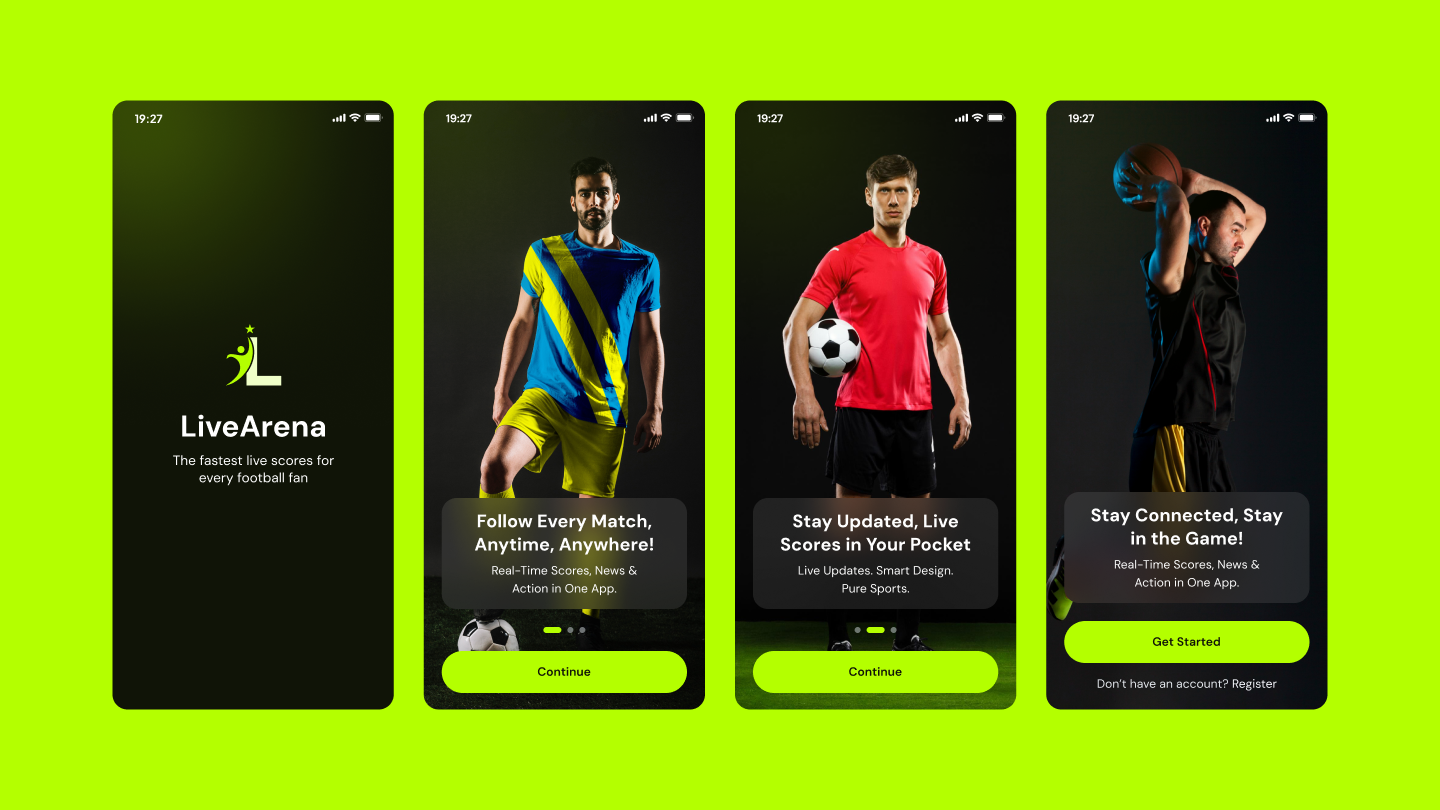 19:27
LiveArena
The fastest live scores for
every football fan
19:27
Follow Every Match,
Anytime, Anywhere!
Real-Time Scores, News &
Action in One App.
Continue
19:27
Stay Updated, Live
Scores in Your Pocket
Live Updates. Smart Design.
Pure Sports.
Continue
19:27
Stay Connected, Stay
in the Game!
Real-Time Scores, News &
Action in One App.
Get Started
Don't have an account? Register